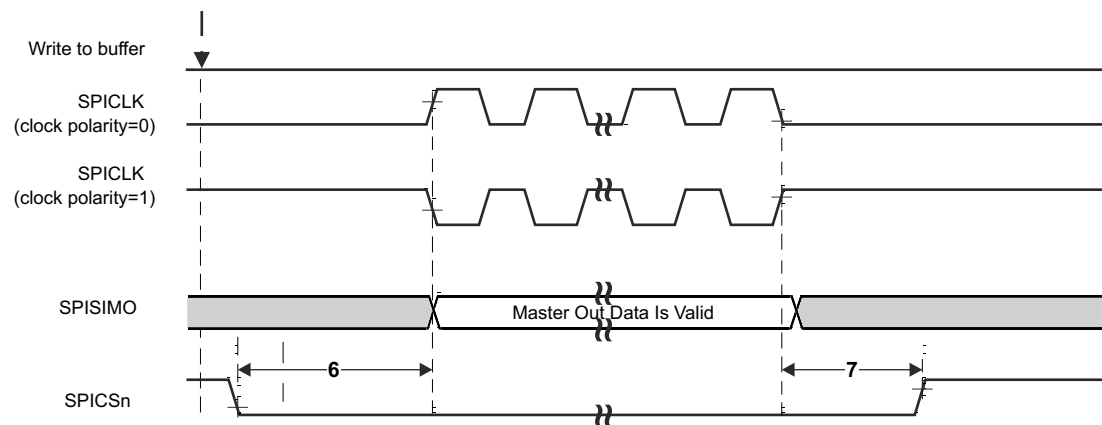 Write to buffer
SPICLK
(clock polarity=0)
SPICLK
(clock polarity=1)
SPISIMO
Master Out Data Is Valid
6
7
SPICSn